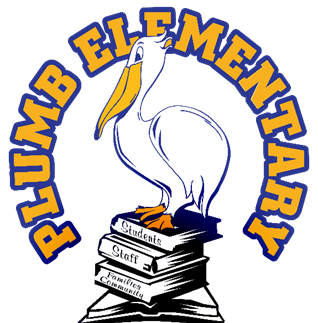 PLUMB ELEMENTARY
Students
Staff
Families
Community